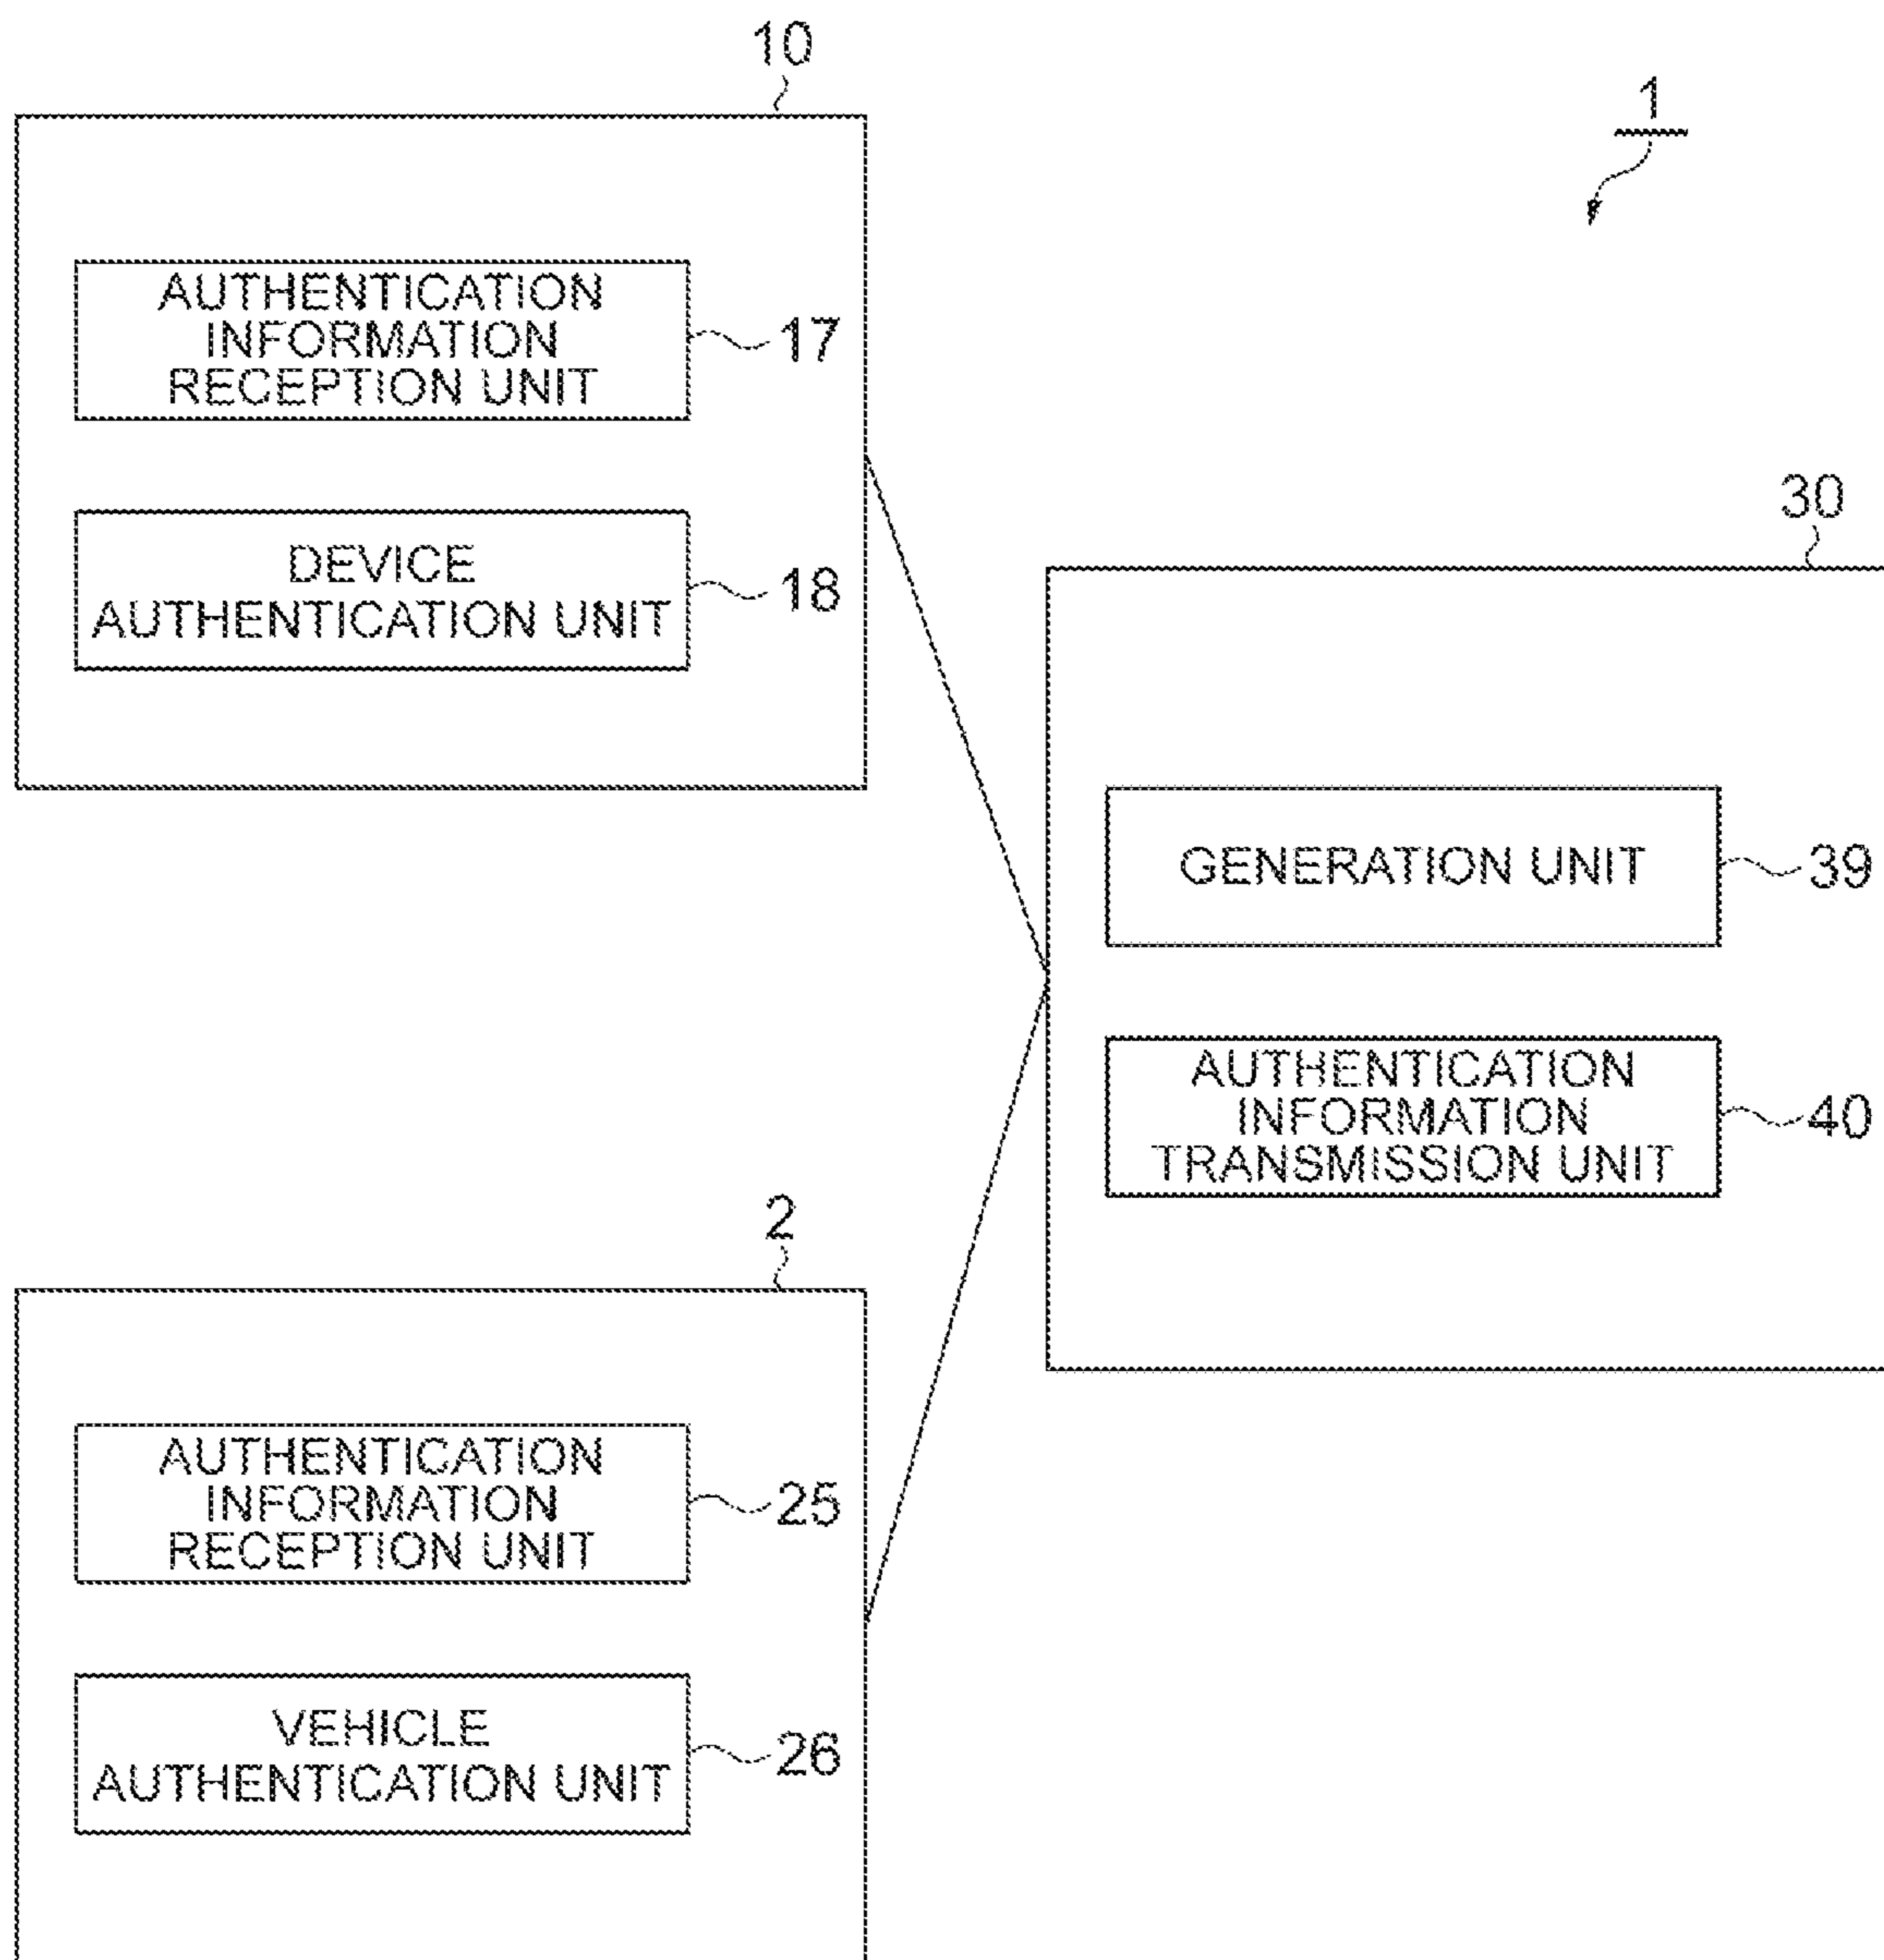 10
1
AUTHENTICATION
INFORMATION
RECEPTION UNIT
17
DEVICE
AUTHENTICATION UNIT
18
30
GENERATION UNIT
39
AUTHENTICATION
INFORMATION
TRANSMISSION UNIT
40
2
AUTHENTICATION
INFORMATION
RECEPTION UNIT
25
VEHICLE
AUTHENTICATION UNIT
26